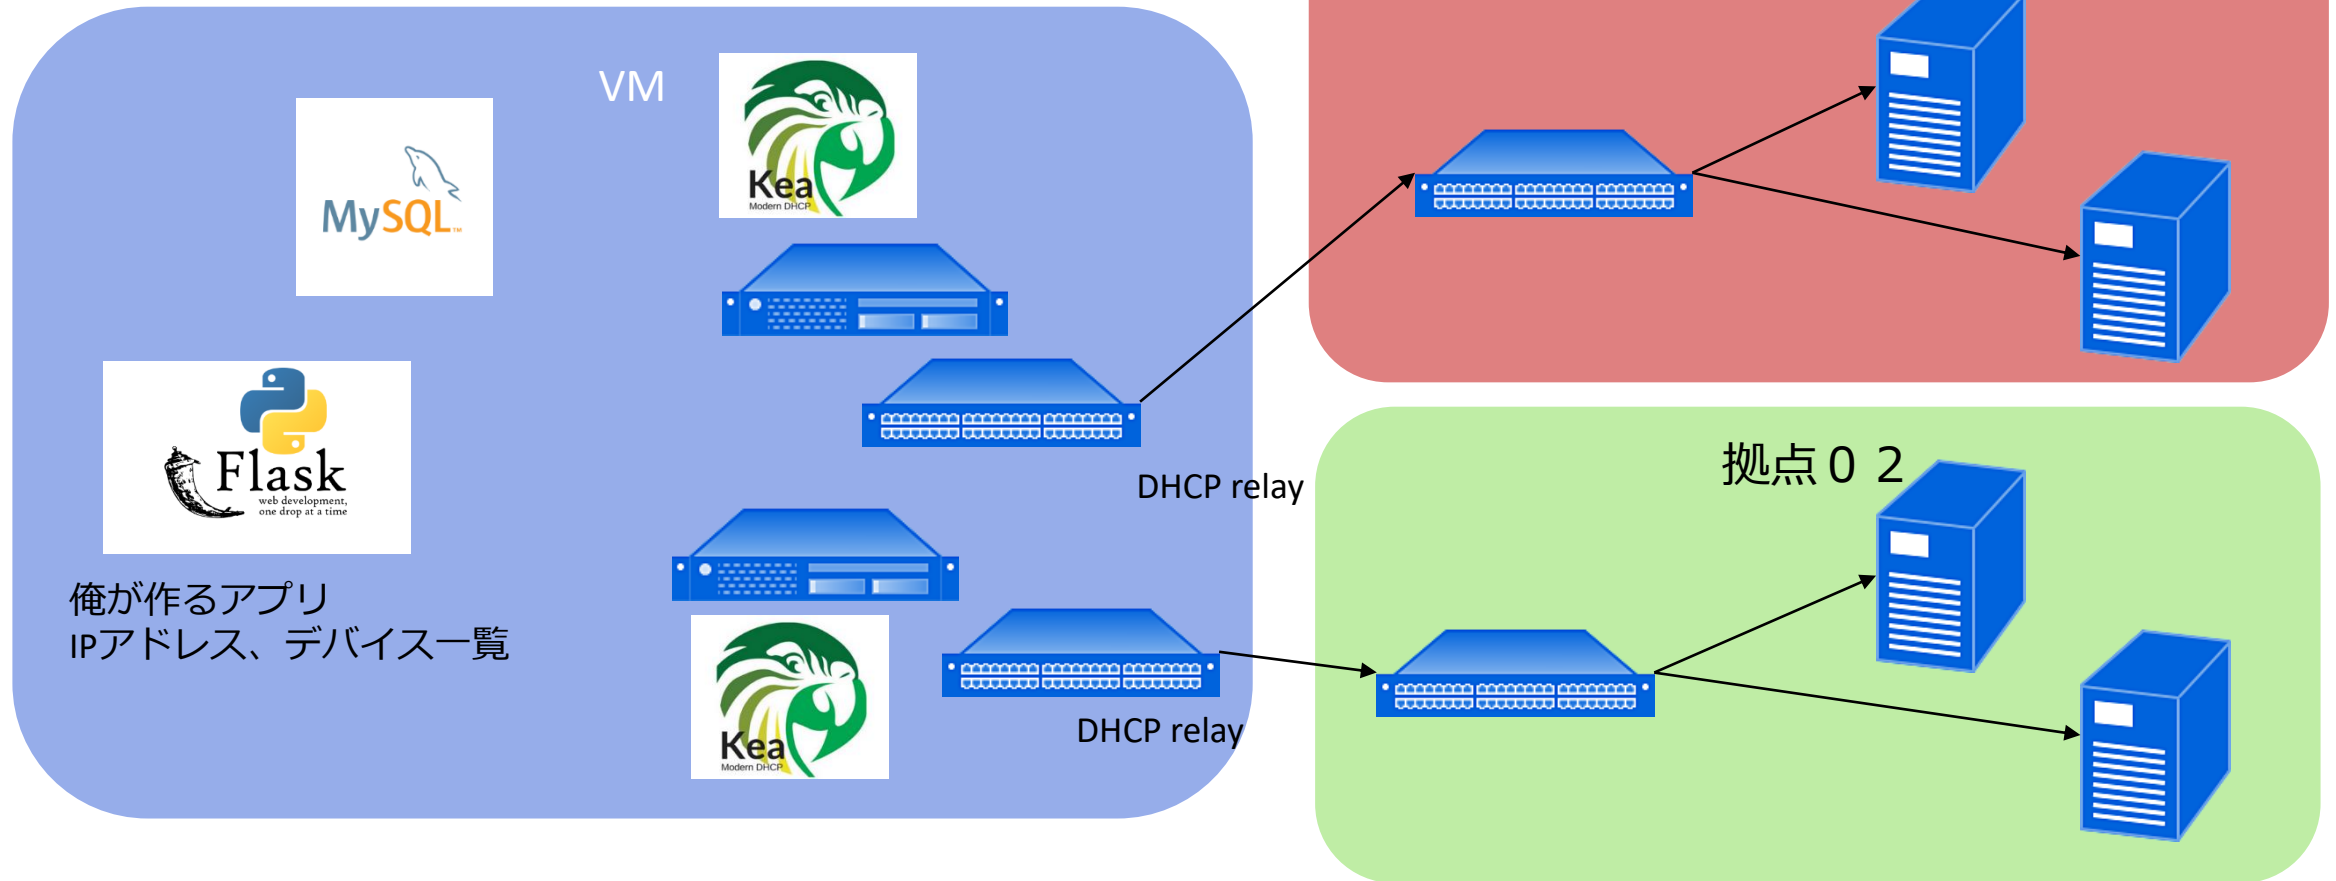 VM
MySQL™
Kea
Modern DHCP
Flask
web development,
one drop at a time
俺が作るアプリ
IPアドレス、デバイス一覧
DHCP relay
Kea
Modern DHCP
DHCP relay
拠点０２